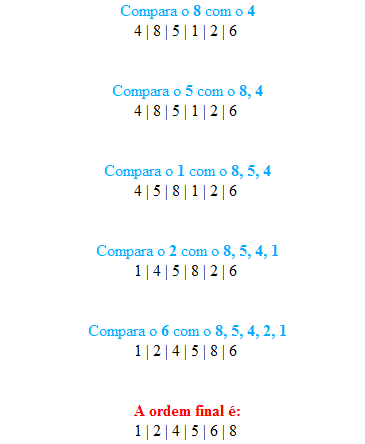 Compara o 8 com o 4
4 | 8 | 5 | 1 | 2 | 6
Compara o 5 com o 8, 4
4 | 8 | 5 | 1 | 2 | 6
Compara o 1 com o 8, 5, 4
4 | 5 | 8 | 1 | 2 | 6
Compara o 2 com o 8, 5, 4, 1
1 | 4 | 5 | 8 | 2 | 6
Compara o 6 com o 8, 5, 4, 2, 1
1 | 2 | 4 | 5 | 8 | 6
A ordem final é:
1 | 2 | 4 | 5 | 6 | 8